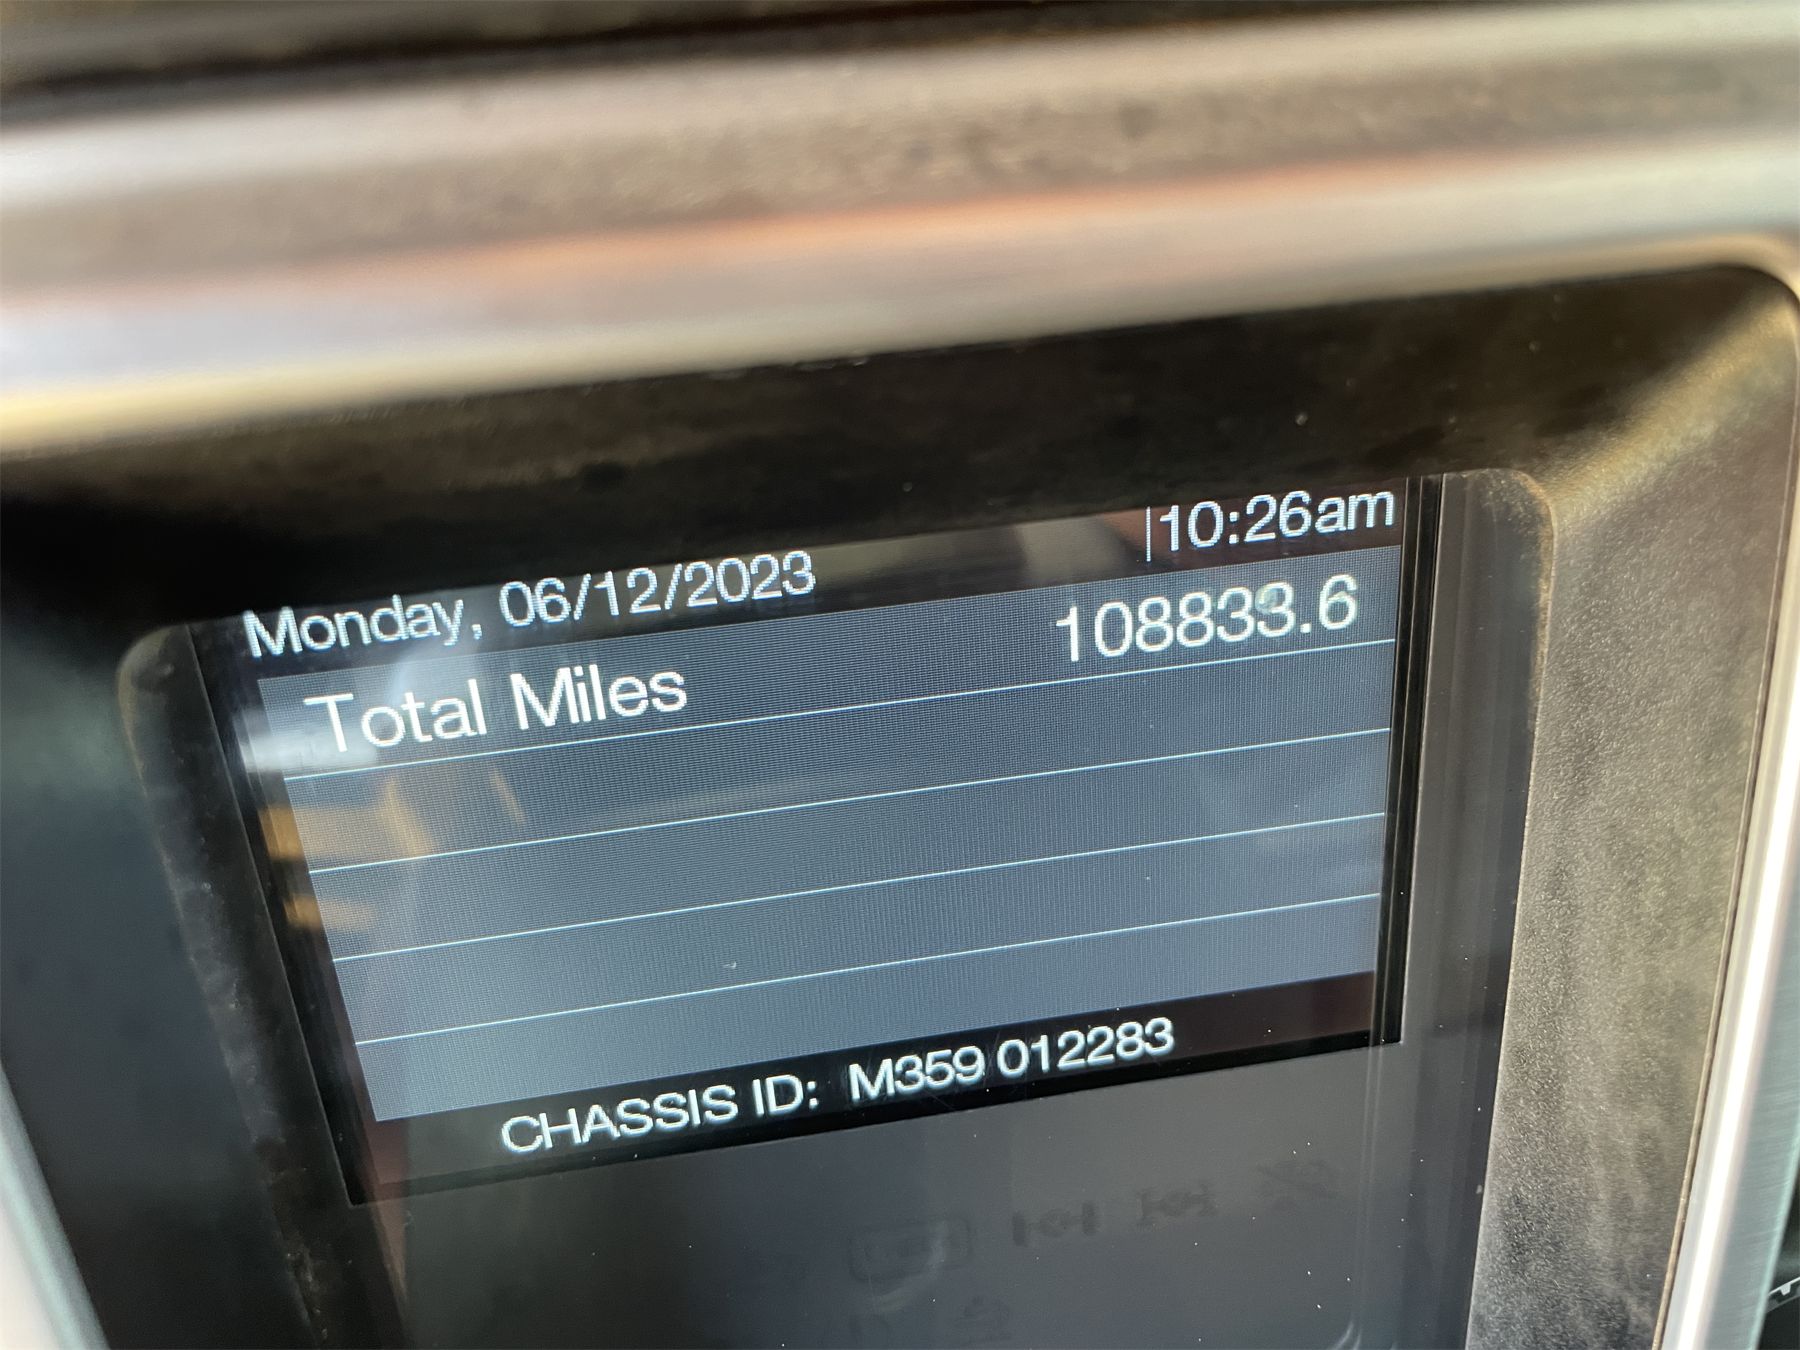 Monday, 06/12/2023 10:26am
Total Miles 108833.6
CHASSIS ID: M359 012283